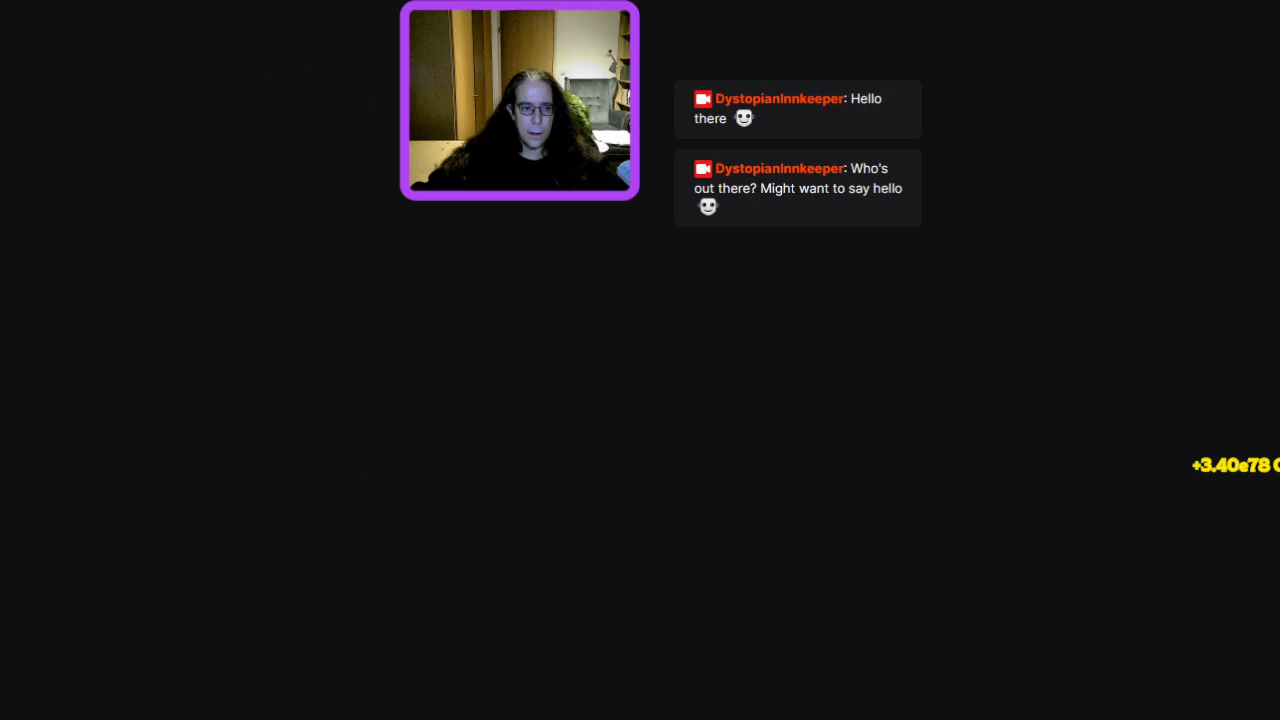 DystopianInnkeeper: Hello
there
DystopianInnkeeper: Who's
out there? Might want to say hello
+3.40e78